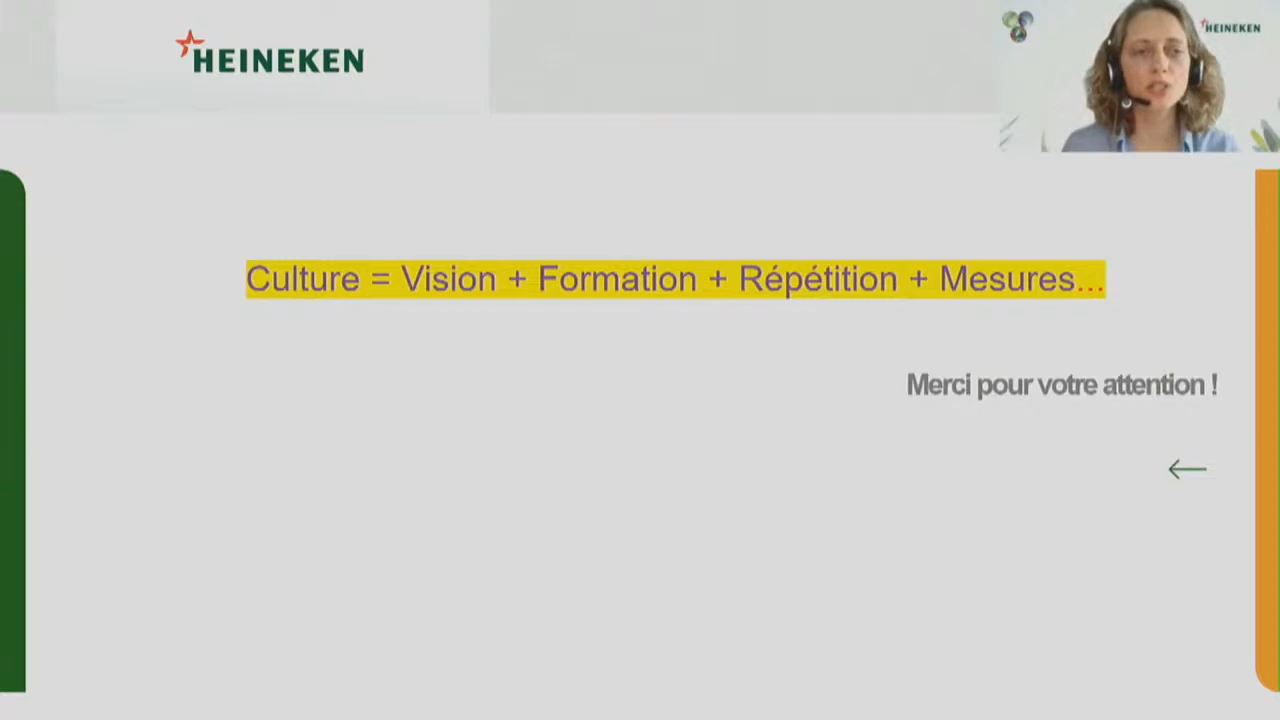 HEINEKEN
HEINEKEN
Culture = Vision + Formation + Répétition + Mesures...
Merci pour votre attention !